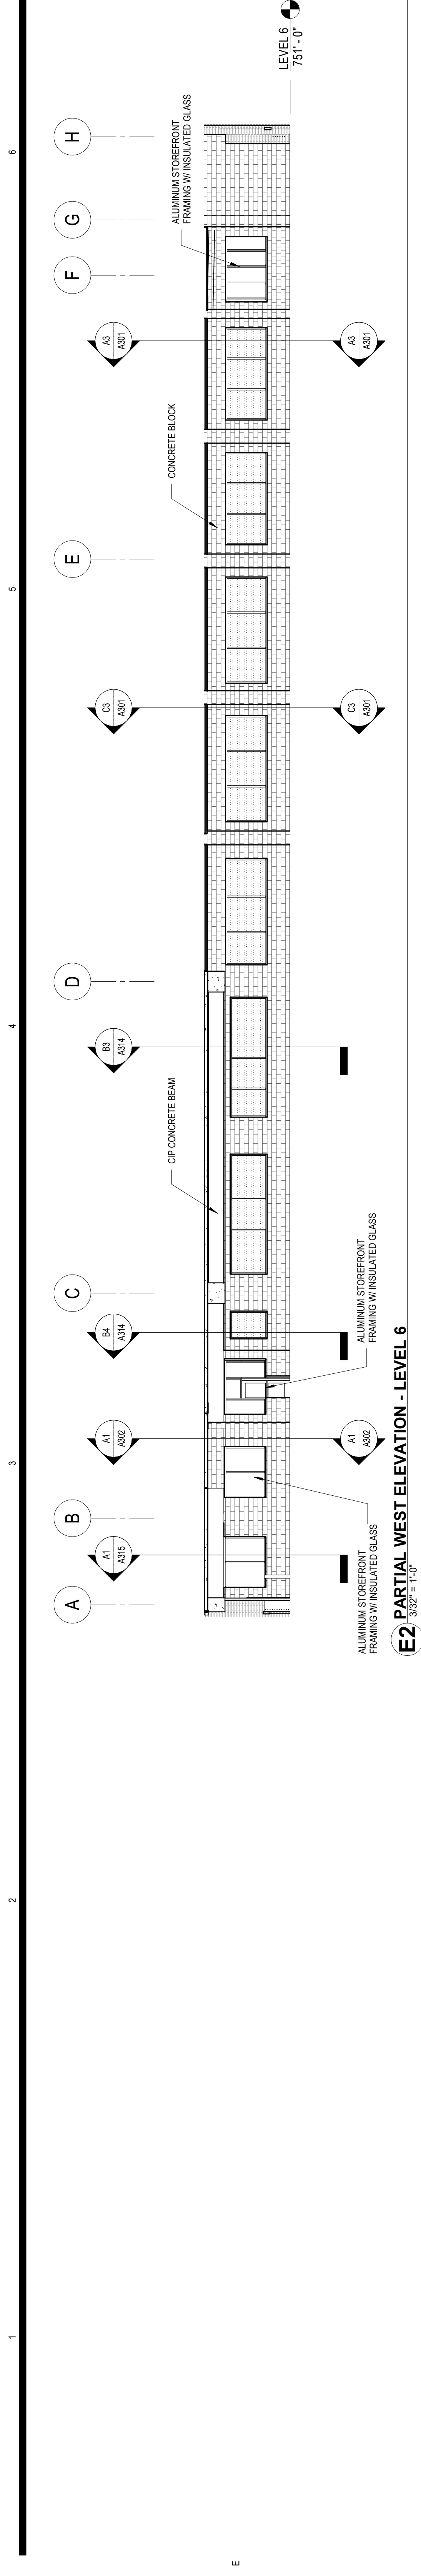 1
2
3
4
5
6
E
A
B
C
D
E
F
G
H
A1
A315
A1
A302
B4
A314
B3
A314
C3
A301
A3
A301
CIP CONCRETE BEAM
CONCRETE BLOCK
ALUMINUM STOREFRONT
FRAMING W/ INSULATED GLASS
LEVEL 6
751' - 0"
A1
A302
C3
A301
A3
A301
ALUMINUM STOREFRONT
FRAMING W/ INSULATED GLASS
ALUMINUM STOREFRONT
FRAMING W/ INSULATED GLASS
E2 PARTIAL WEST ELEVATION - LEVEL 6
3/32" = 1'-0"